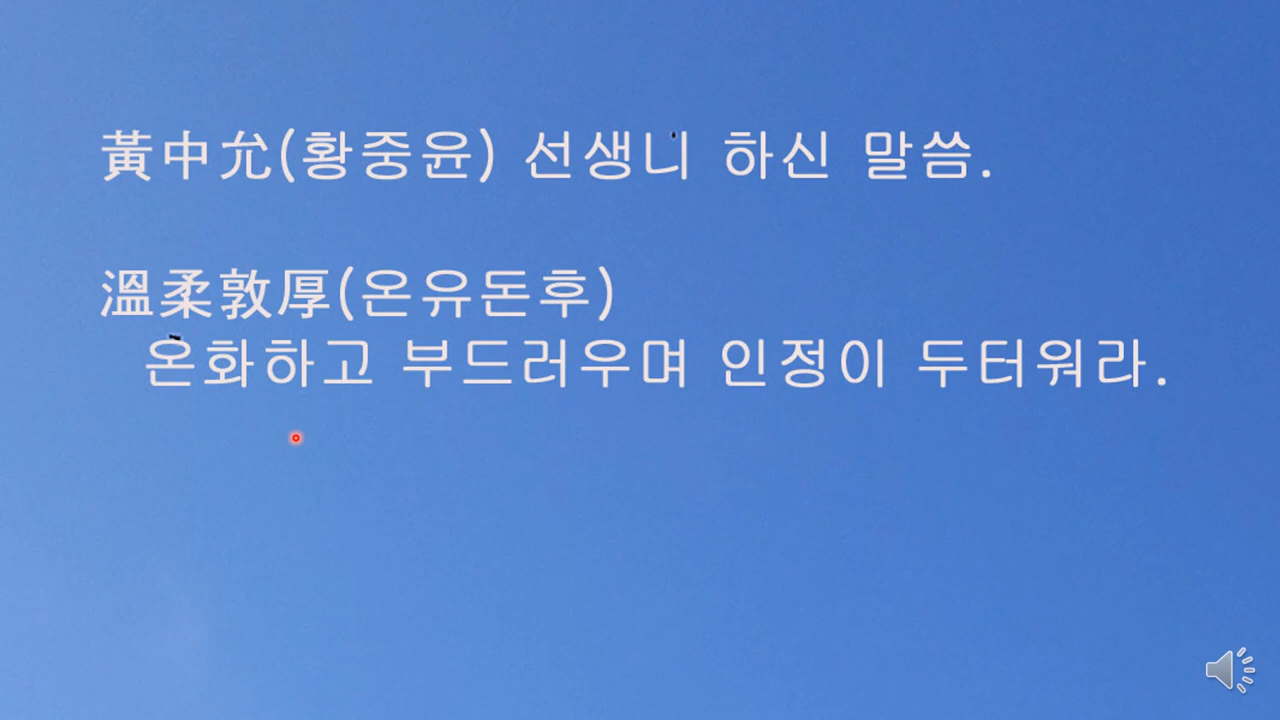 黃中允(황중윤) 선생니 하신 말씀.
溫柔敦厚(온유돈후)
온화하고 부드러우며 인정이 두터워라.